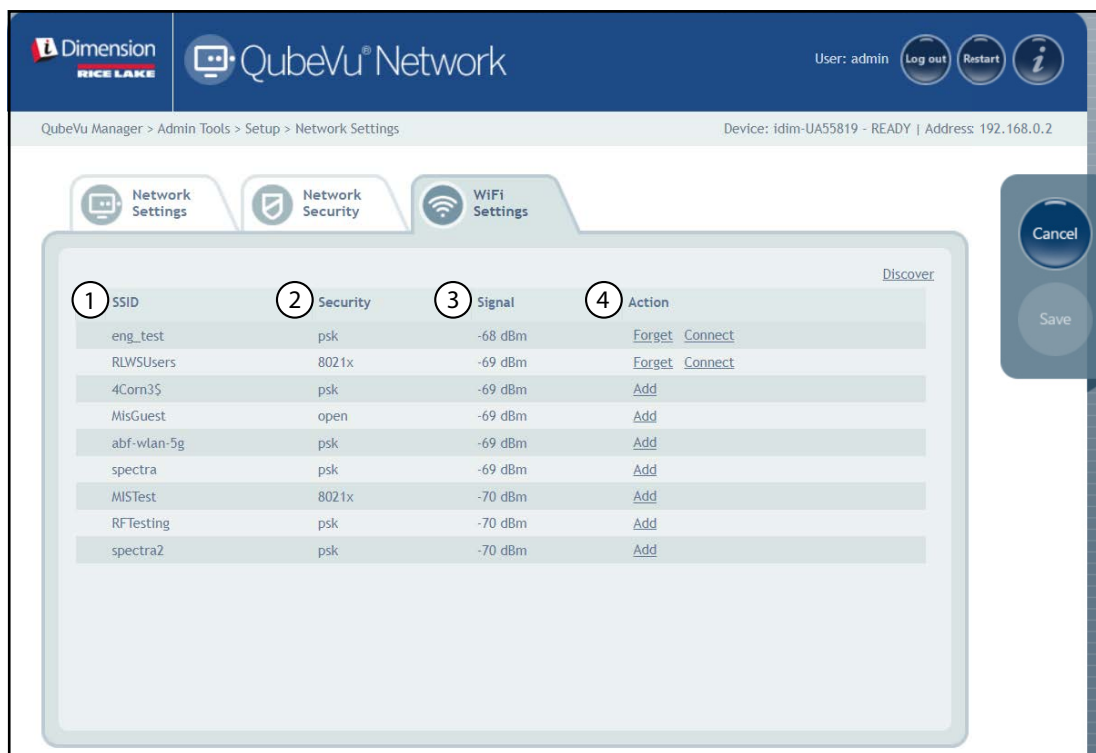 i Dimension
RICE LAKE
QubeVu® Network
User: admin
Log out
Restart
i
QubeVu Manager > Admin Tools > Setup > Network Settings
Device: idim-UA55819 - READY | Address: 192.168.0.2
Network Settings
Network Security
WiFi Settings
Cancel
Save
Discover
1 SSID 2 Security 3 Signal 4 Action
eng_test psk -68 dBm Forget Connect
RLWSUsers 8021x -69 dBm Forget Connect
4Corn3$ psk -69 dBm Add
MisGuest open -69 dBm Add
abf-wlan-5g psk -69 dBm Add
spectra psk -69 dBm Add
MISTest 8021x -70 dBm Add
RFTesting psk -70 dBm Add
spectra2 psk -70 dBm Add